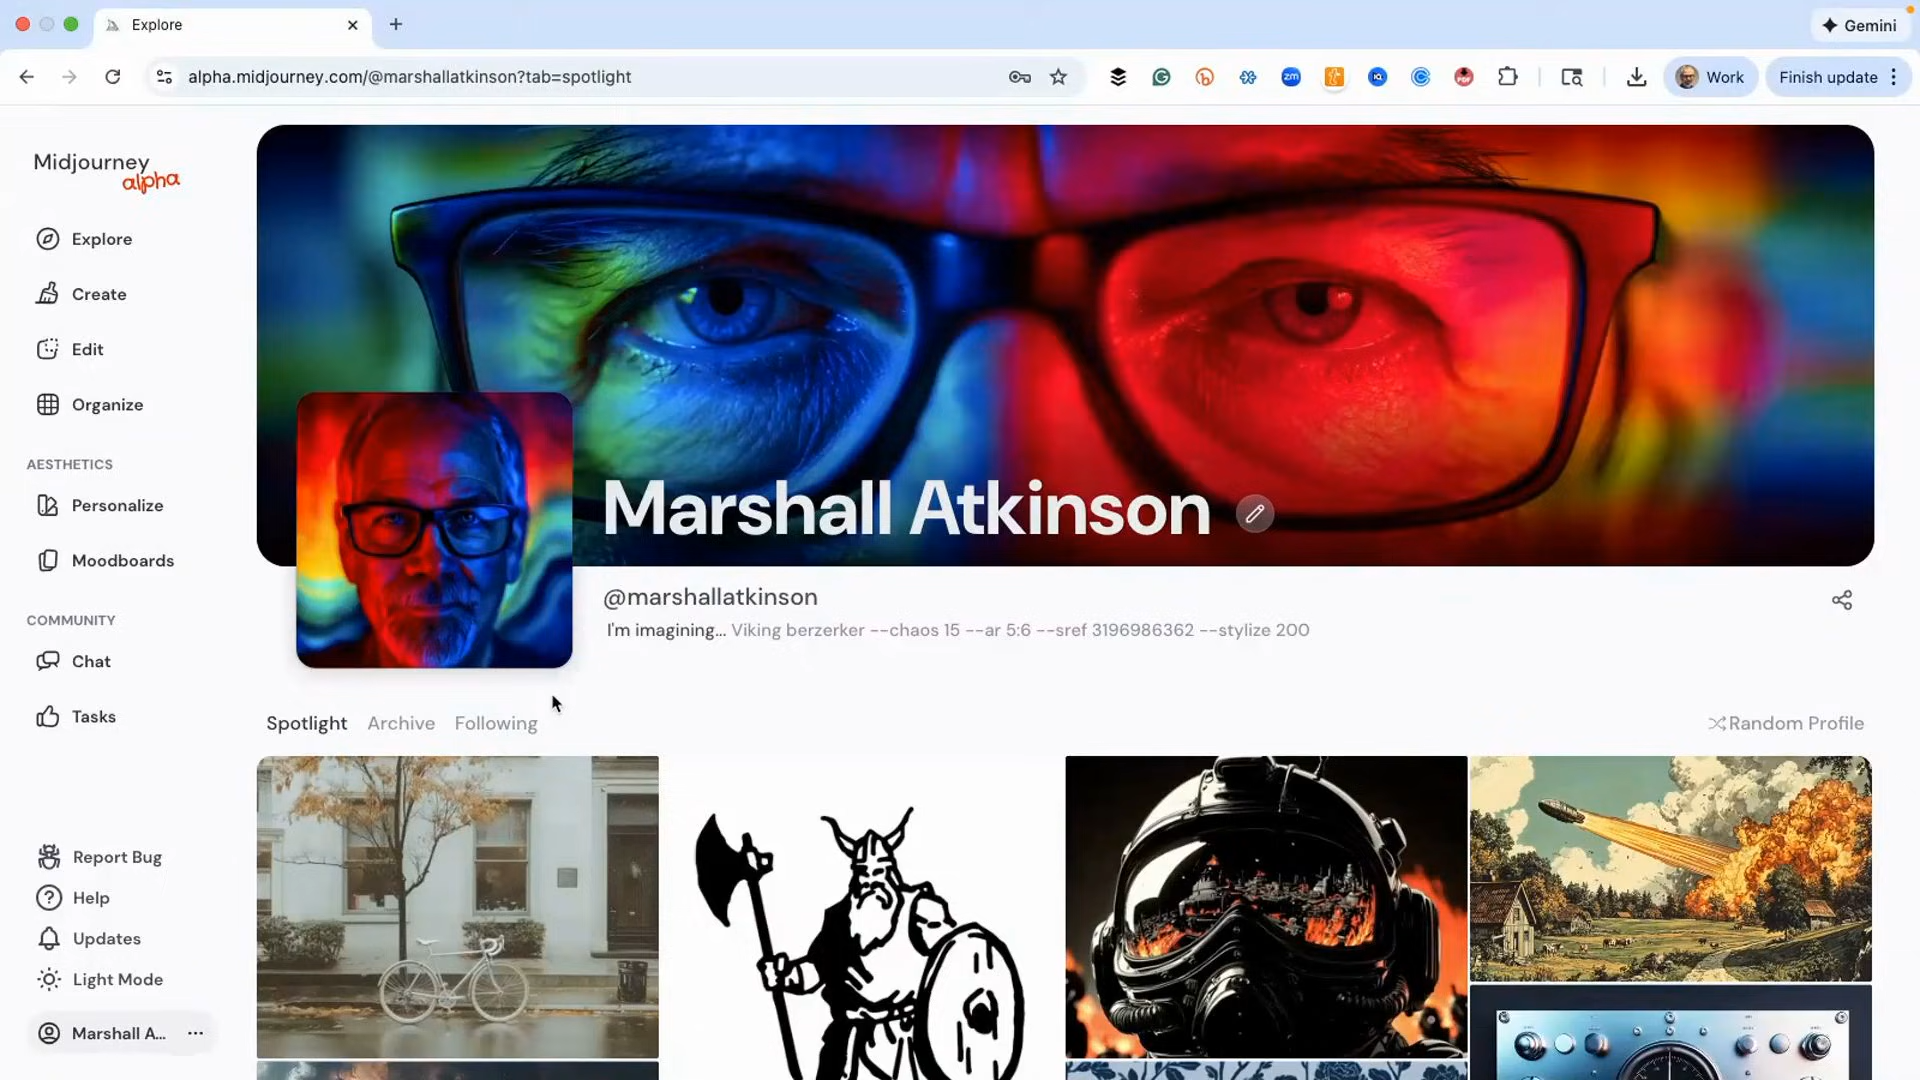 Explore
Gemini
alpha.midjourney.com/@marshallatkinson?tab=spotlight
zm
PDF
Work
Finish update
Midjourney
alpha
Explore
Create
Edit
Organize
AESTHETICS
Personalize
Moodboards
COMMUNITY
Chat
Tasks
Report Bug
Help
Updates
Light Mode
Marshall A...
Marshall Atkinson
@marshallatkinson
I'm imagining... Viking berzerker --chaos 15 --ar 5:6 --sref 3196986362 --stylize 200
Spotlight Archive Following
Random Profile